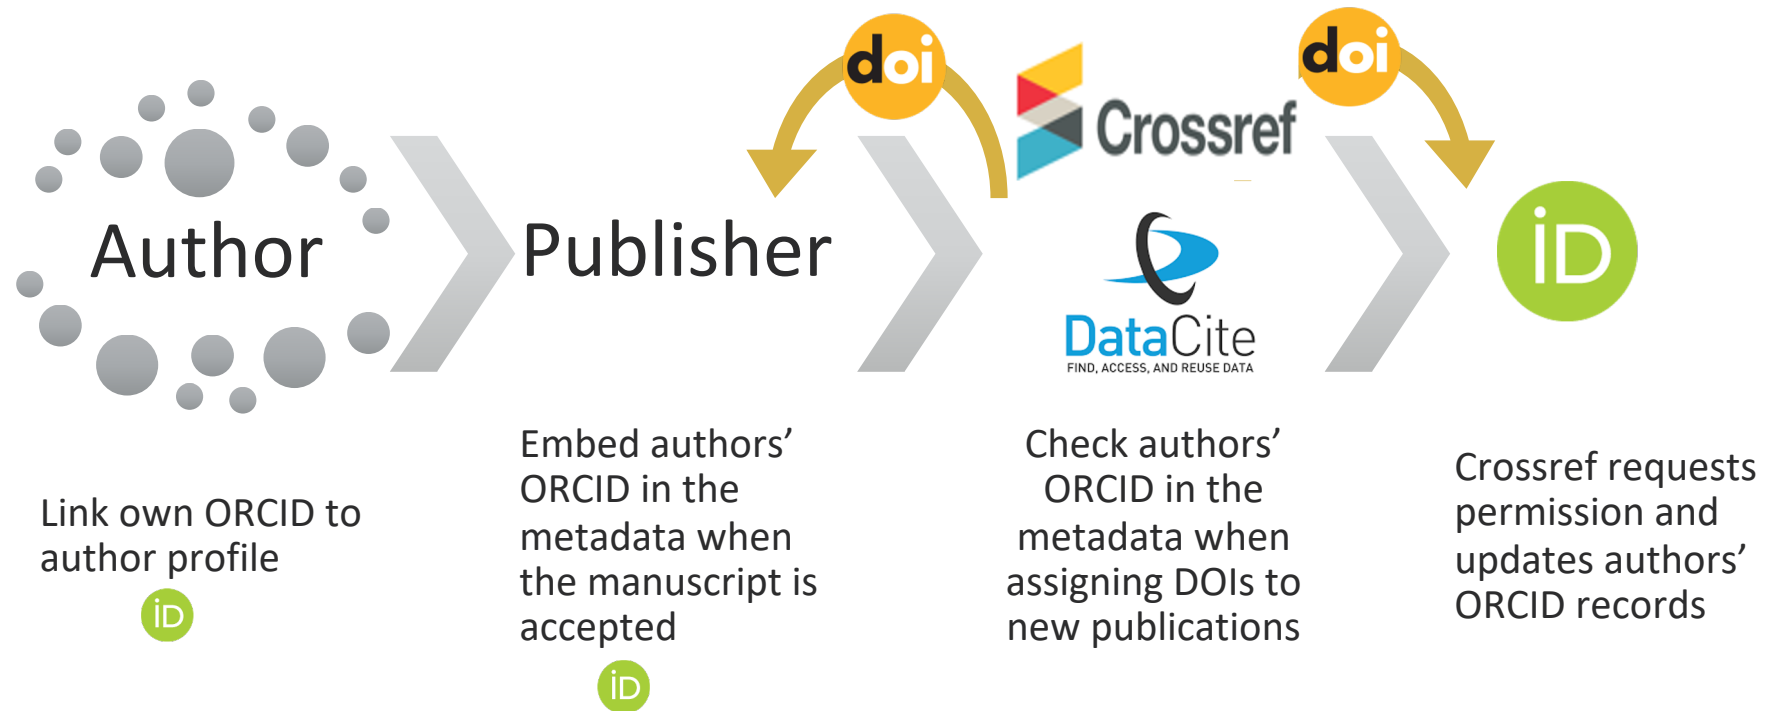 doi
doi
Crossref
Author
Publisher
iD
DataCite
FIND, ACCESS, AND REUSE DATA
Link own ORCID to
author profile
iD
Embed authors’
ORCID in the
metadata when
the manuscript is
accepted
iD
Check authors’
ORCID in the
metadata when
assigning DOIs to
new publications
Crossref requests
permission and
updates authors’
ORCID records